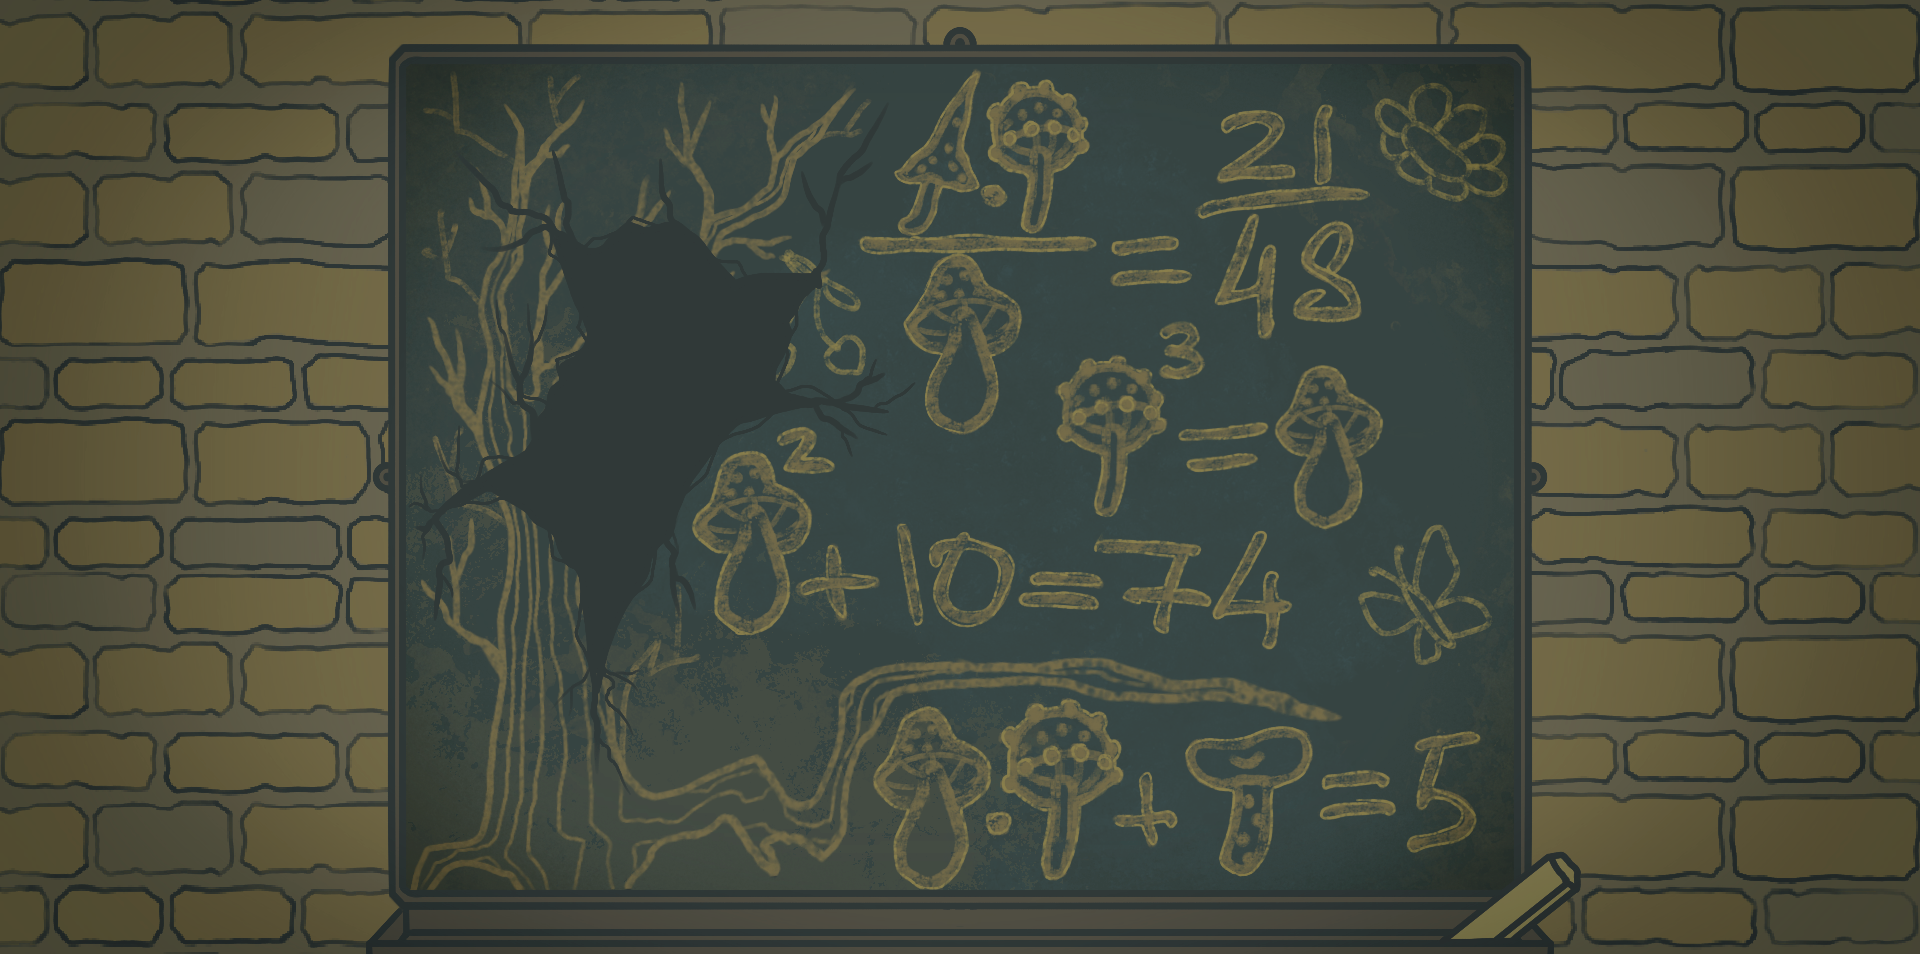 · = 21/48
³ =
² + 10 = 74
· + = 5